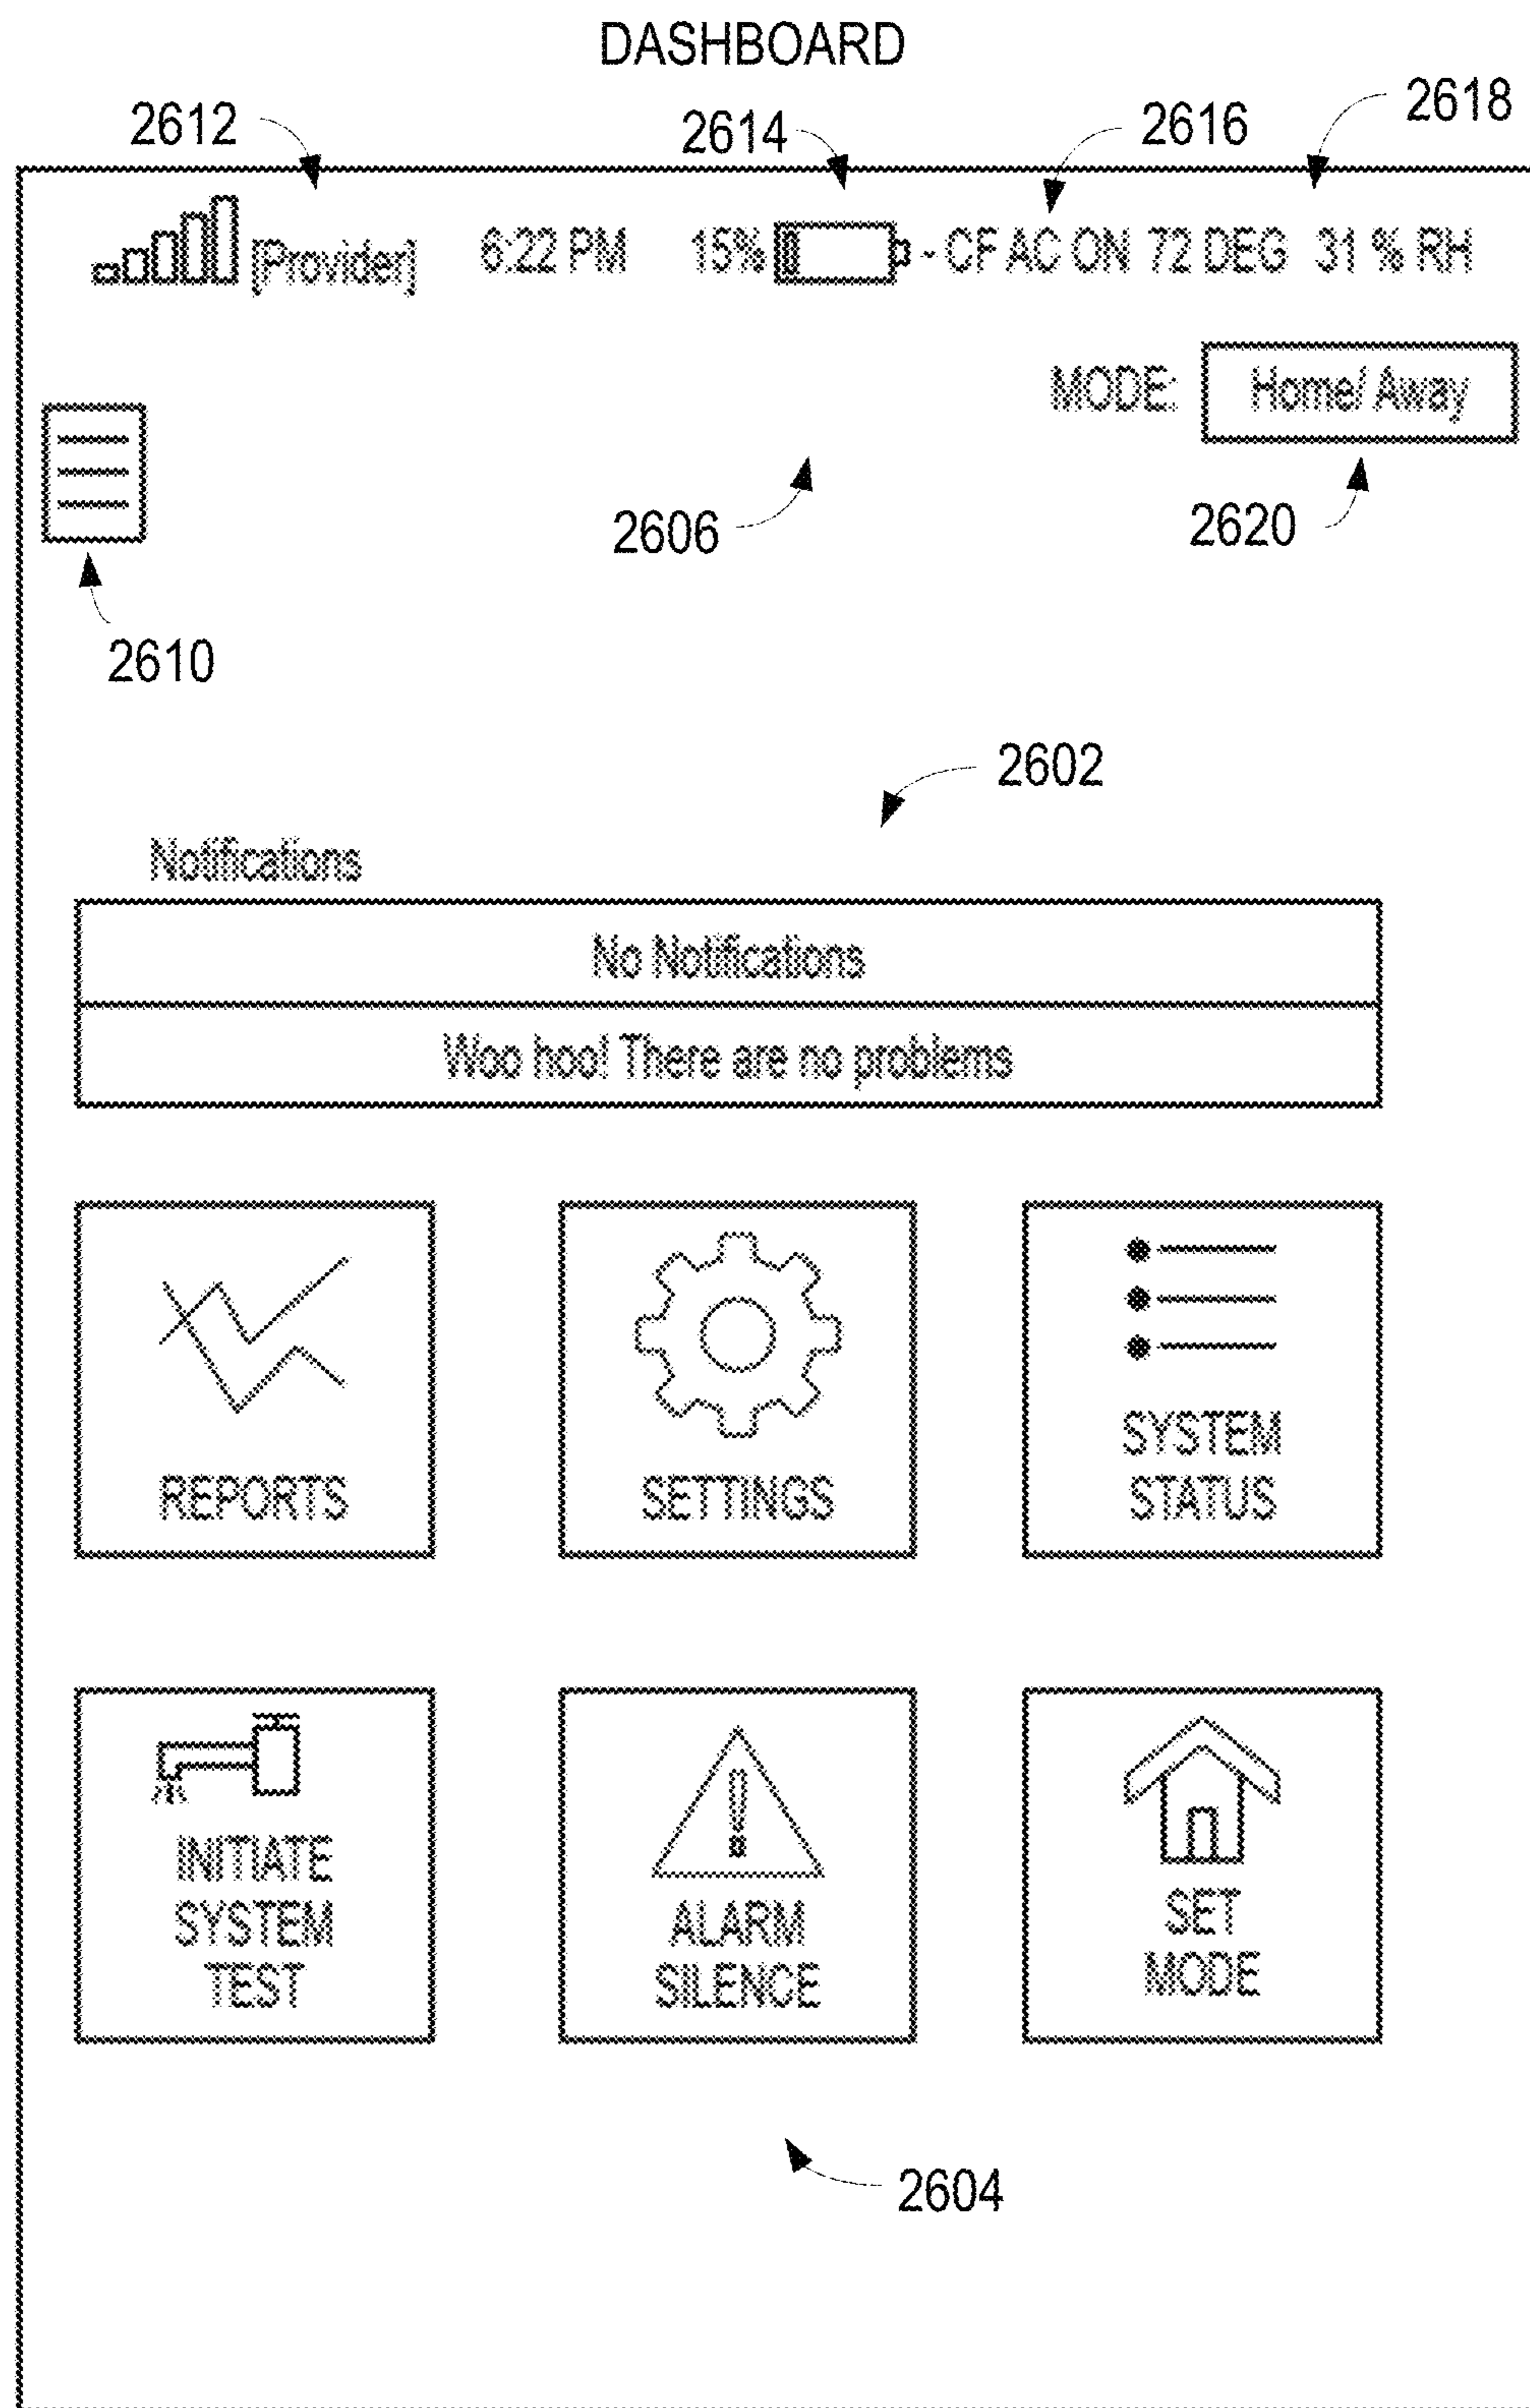 DASHBOARD
2612 2614 2616 2618
[Provider] 6:22 PM 15% - CF AC ON 72 DEG 31 % RH
MODE: Home/ Away
2606 2620
2610
2602
Notifications
No Notifications
Woo hoo! There are no problems
REPORTS
SETTINGS
SYSTEM
STATUS
INITIATE
SYSTEM
TEST
ALARM
SILENCE
SET
MODE
2604